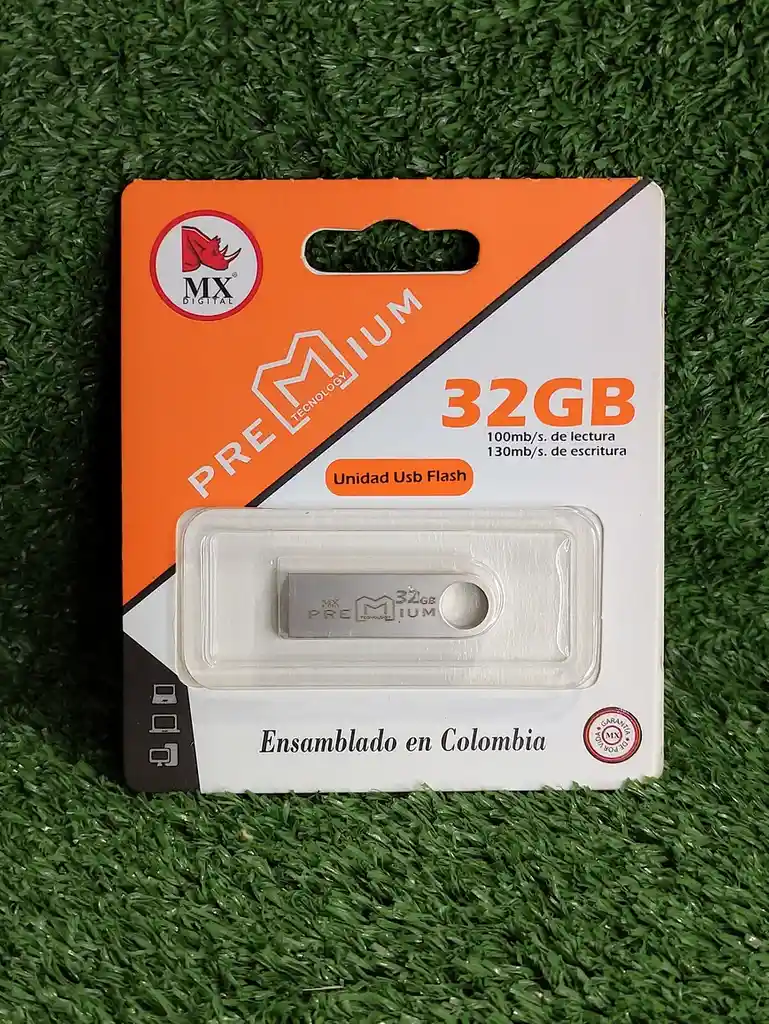 MX
DIGITAL
PREMIUM
TECNOLOGY
32GB
100mb/s. de lectura
130mb/s. de escritura
Unidad Usb Flash
MX
32GB
PREMIUM
Ensamblado en Colombia
GARANTÍA
DE POR VIDA
MX